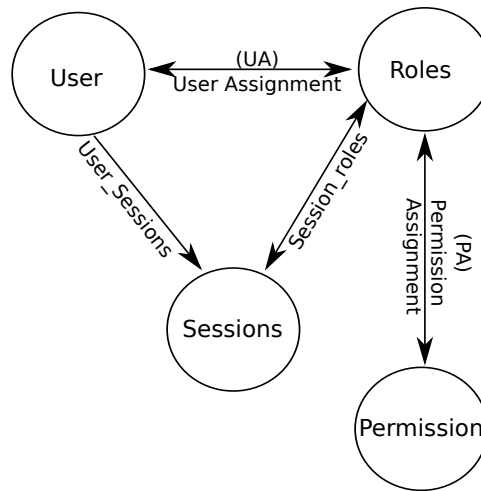 User
(UA)
User Assignment
Roles
User_Sessions
Session_roles
(PA)
Permission
Assignment
Sessions
Permission